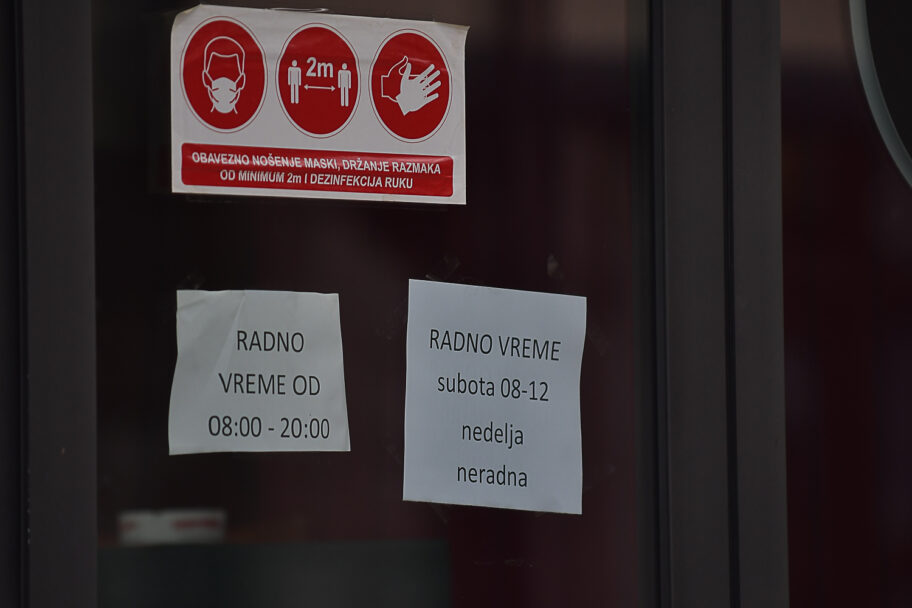 2m
OBAVEZNO NOŠENJE MASKI, DRŽANJE RAZMAKA
OD MINIMUM 2m I DEZINFEKCIJA RUKU
RADNO
VREME OD
08:00 - 20:00
RADNO VREME
subota 08-12
nedelja
neradna